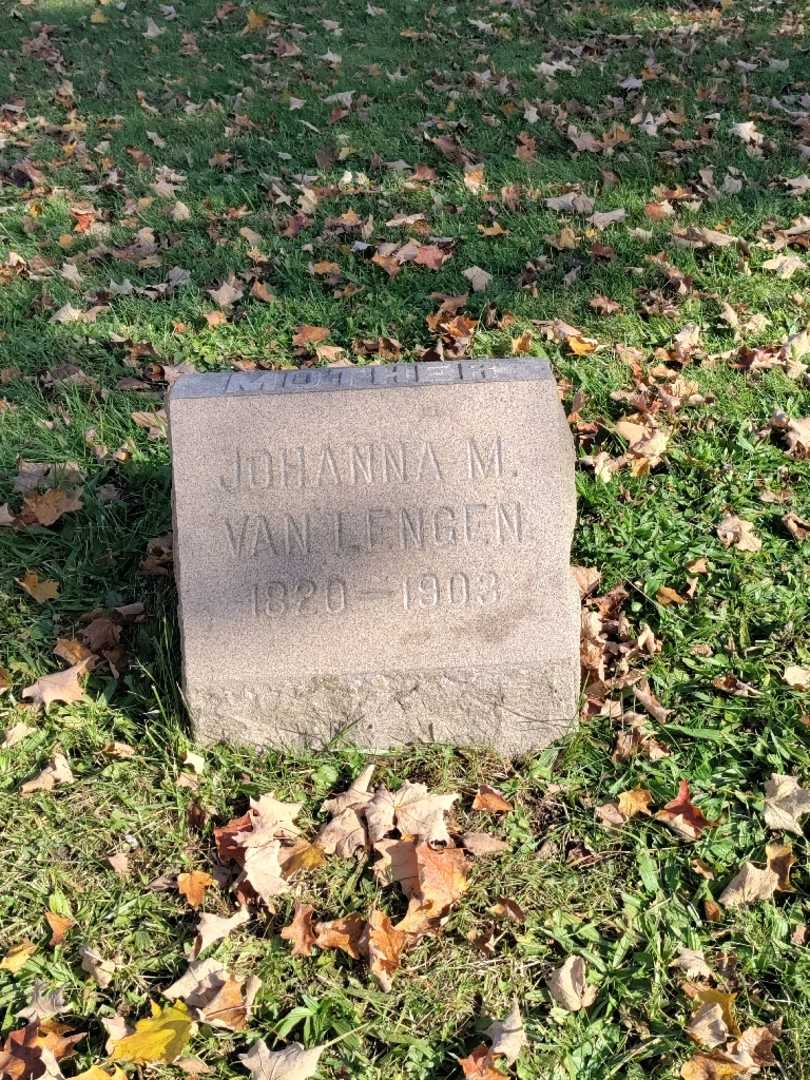 MOTHER
JOHANNA M.
VAN LENGEN
1820—1903